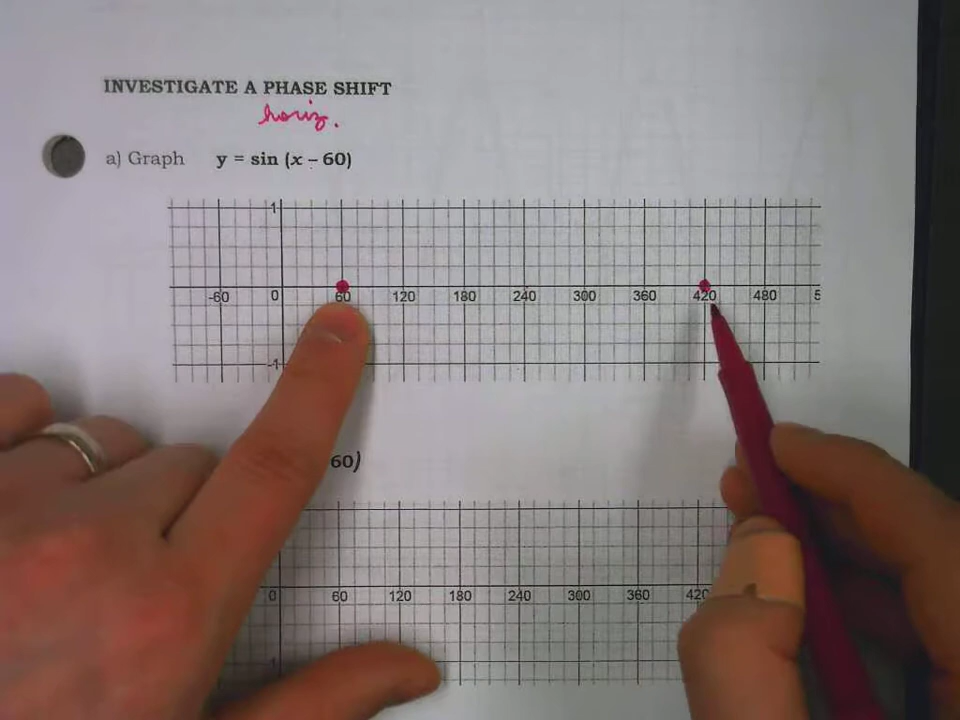 INVESTIGATE A PHASE SHIFT
horiz.
a) Graph y = sin (x – 60)
1
-60 0 60 120 180 240 300 360 420 480 5
-1
60)
0 60 120 180 240 300 360 420
1